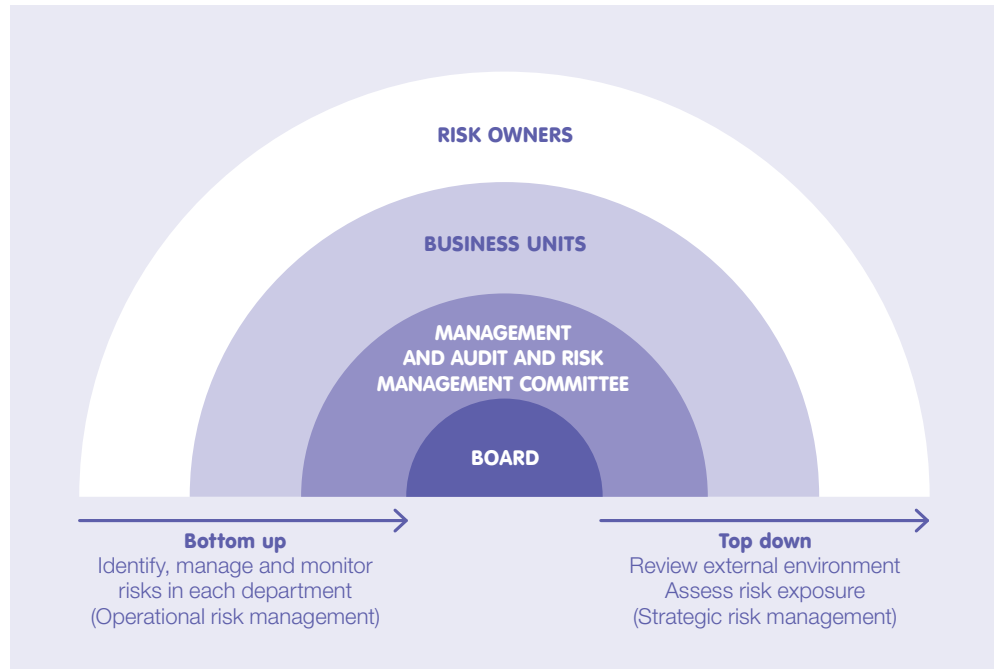 RISK OWNERS
BUSINESS UNITS
MANAGEMENT
AND AUDIT AND RISK
MANAGEMENT COMMITTEE
BOARD
Bottom up
Identify, manage and monitor
risks in each department
(Operational risk management)
Top down
Review external environment
Assess risk exposure
(Strategic risk management)